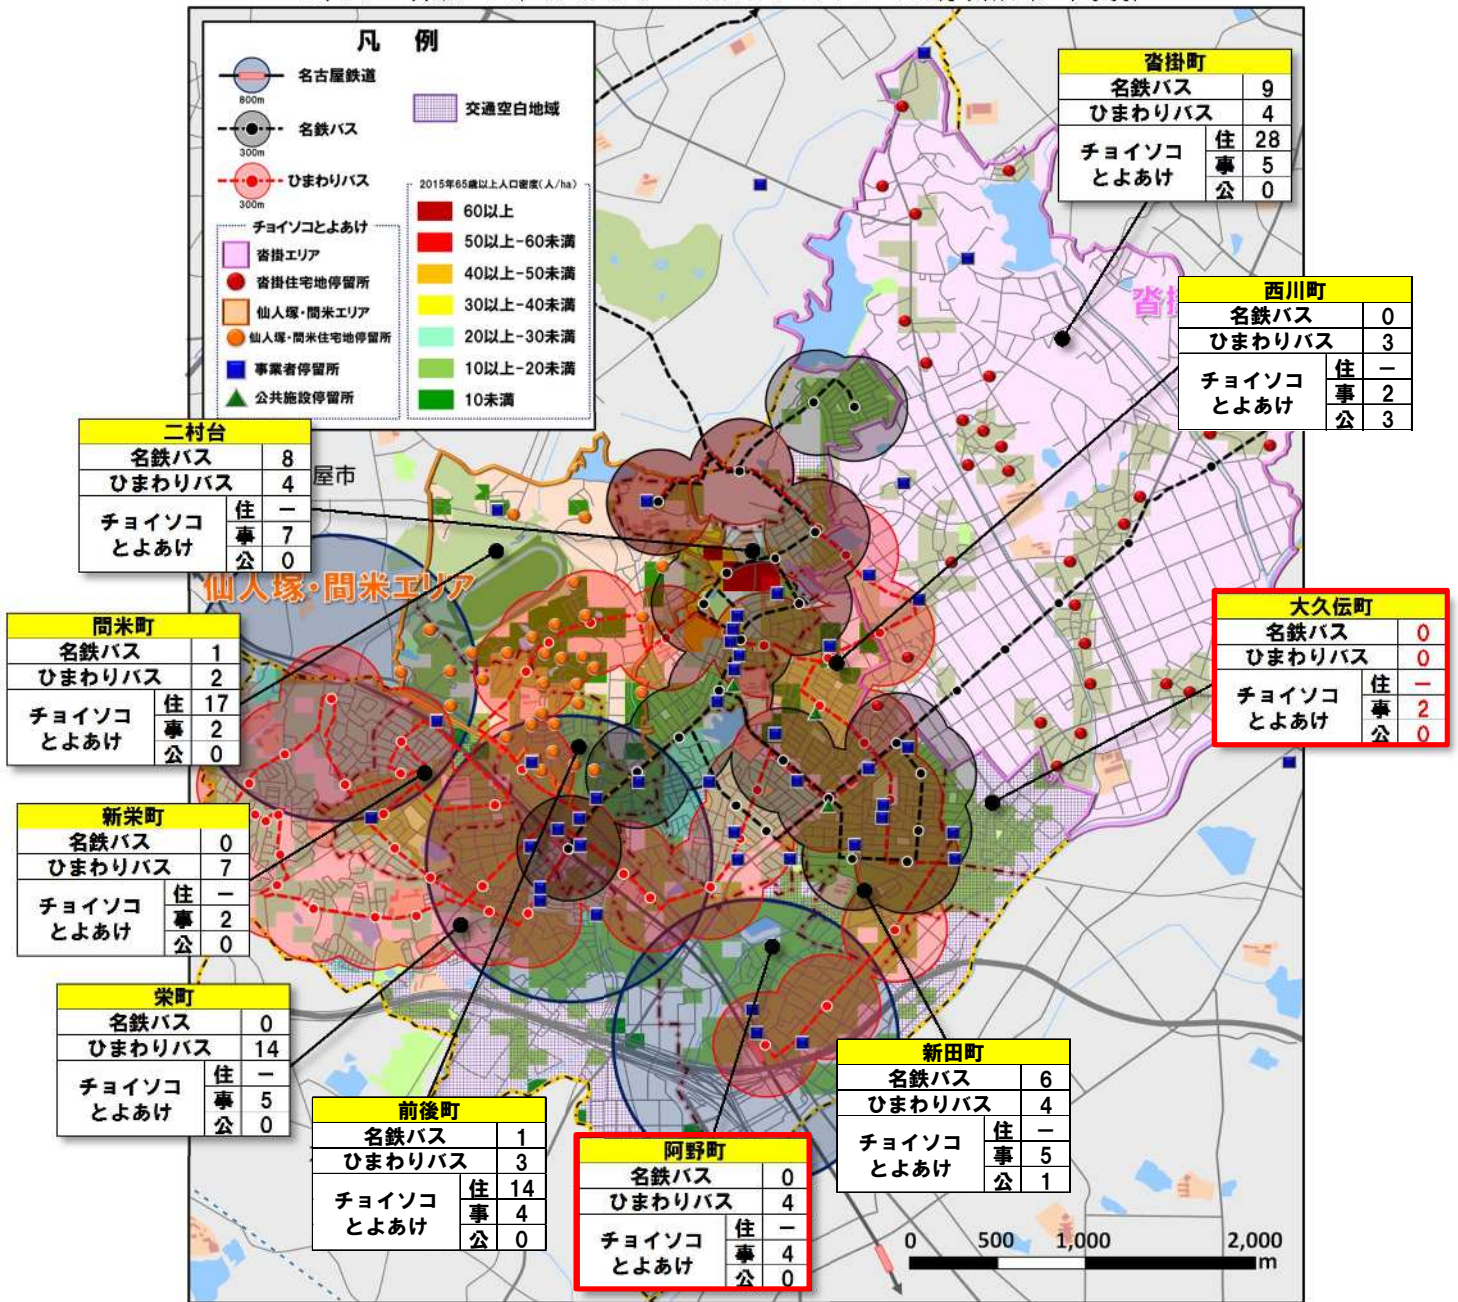 凡 例
名古屋鉄道
800m
名鉄バス
300m
ひまわりバス
300m
交通空白地域
チョイソコとよあけ
沓掛エリア
沓掛住宅地停留所
仙人塚・間米エリア
仙人塚・間米住宅地停留所
事業者停留所
公共施設停留所
2015年65歳以上人口密度(人/ha)
60以上
50以上-60未満
40以上-50未満
30以上-40未満
20以上-30未満
10以上-20未満
10未満
沓掛町
名鉄バス 9
ひまわりバス 4
チョイソコとよあけ
住 28
事 5
公 0
沓掛
西川町
名鉄バス 0
ひまわりバス 3
チョイソコとよあけ
住 －
事 2
公 3
二村台
名鉄バス 8
ひまわりバス 4
チョイソコとよあけ
住 －
事 7
公 0
屋市
仙人塚・間米エリア
間米町
名鉄バス 1
ひまわりバス 2
チョイソコとよあけ
住 17
事 2
公 0
大久伝町
名鉄バス 0
ひまわりバス 0
チョイソコとよあけ
住 －
事 2
公 0
新栄町
名鉄バス 0
ひまわりバス 7
チョイソコとよあけ
住 －
事 2
公 0
栄町
名鉄バス 0
ひまわりバス 14
チョイソコとよあけ
住 －
事 5
公 0
前後町
名鉄バス 1
ひまわりバス 3
チョイソコとよあけ
住 14
事 4
公 0
阿野町
名鉄バス 0
ひまわりバス 4
チョイソコとよあけ
住 －
事 4
公 0
新田町
名鉄バス 6
ひまわりバス 4
チョイソコとよあけ
住 －
事 5
公 1
0 500 1,000 2,000
m